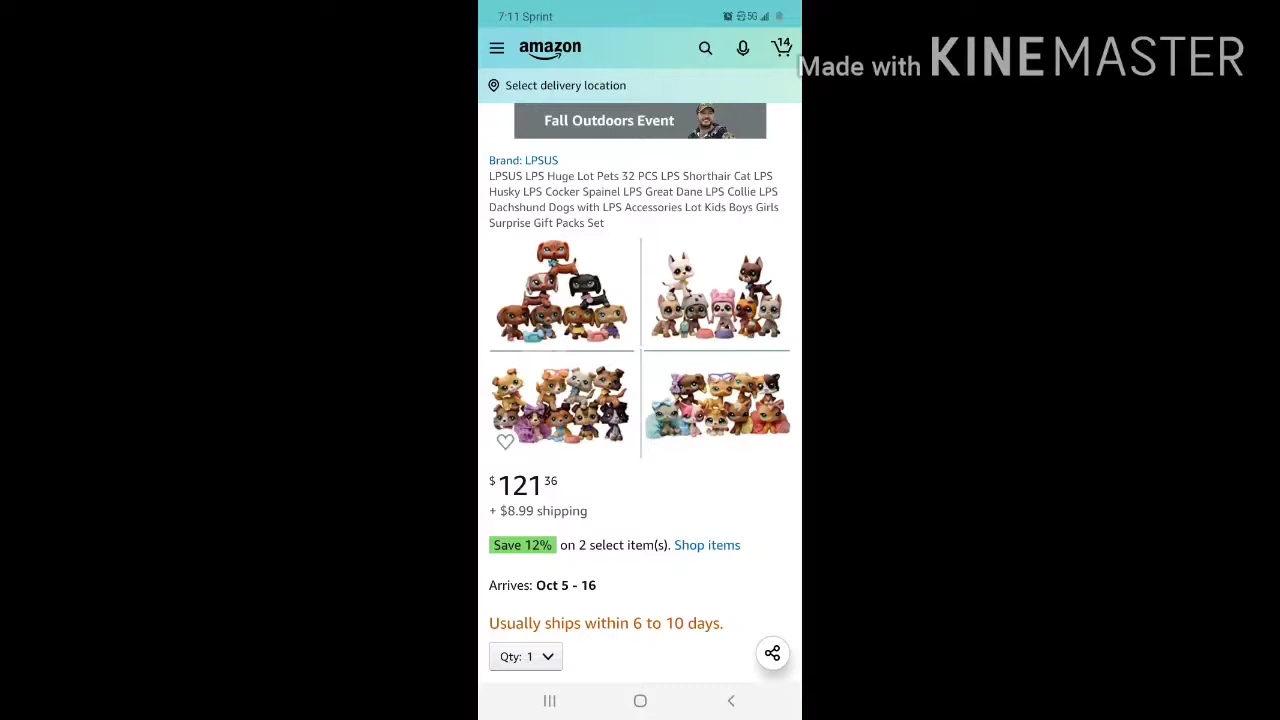 7:11 Sprint
5G
amazon
14
Made with KINEMASTER
Select delivery location
Fall Outdoors Event
Brand: LPSUS
LPSUS LPS Huge Lot Pets 32 PCS LPS Shorthair Cat LPS
Husky LPS Cocker Spainel LPS Great Dane LPS Collie LPS
Dachshund Dogs with LPS Accessories Lot Kids Boys Girls
Surprise Gift Packs Set
$121 36
+ $8.99 shipping
Save 12% on 2 select item(s). Shop items
Arrives: Oct 5 - 16
Usually ships within 6 to 10 days.
Qty: 1